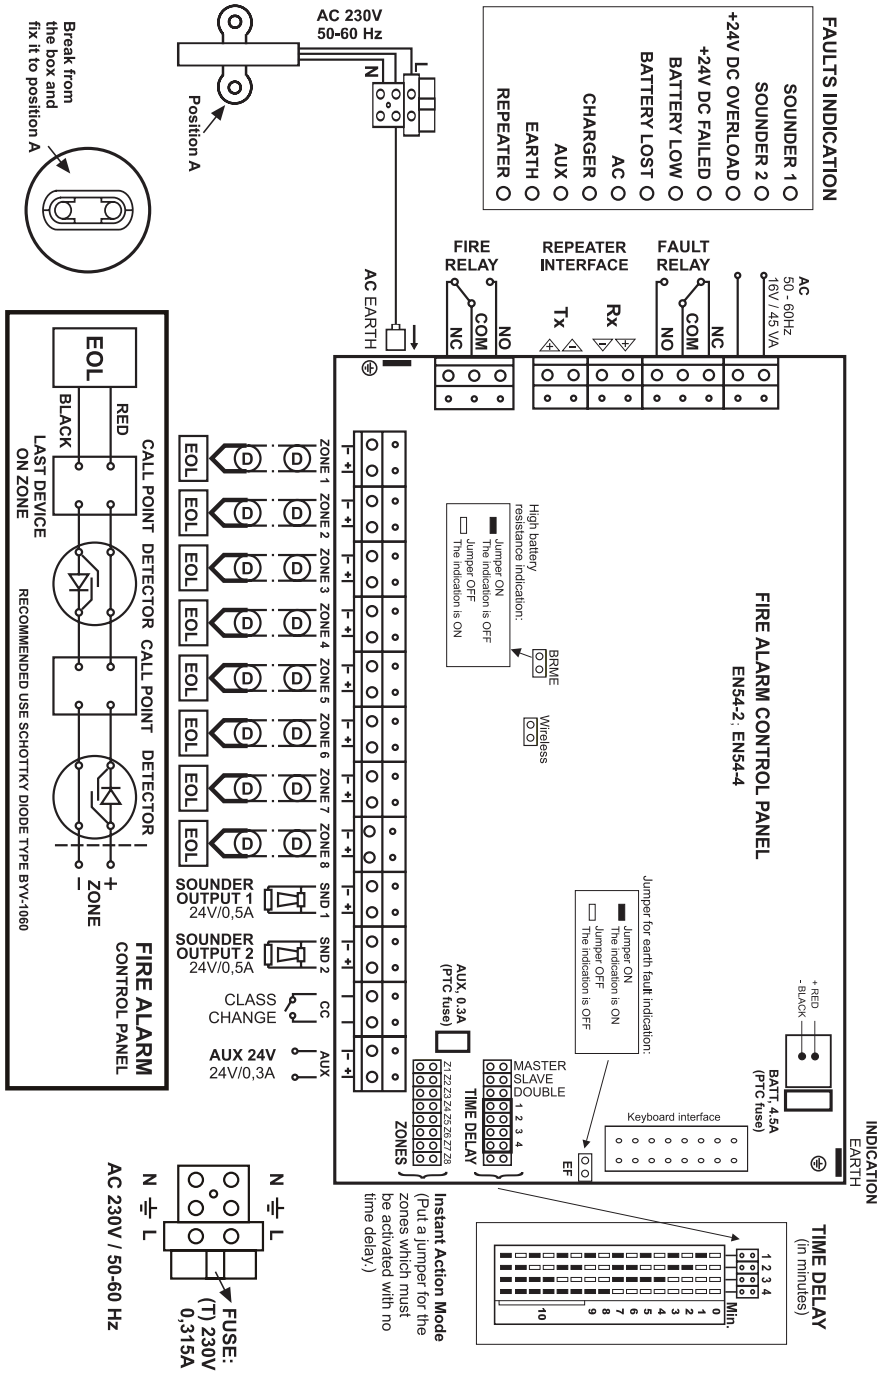 FAULTS INDICATION
SOUNDER 1
SOUNDER 2
+24V DC OVERLOAD
+24V DC FAILED
BATTERY LOW
BATTERY LOST
AC
CHARGER
AUX
EARTH
REPEATER
AC 230V
50-60 Hz
L
N
Position A
Break from
the box and
fix it to position A
AC EARTH
FIRE
RELAY
NC
COM
NO
REPEATER
INTERFACE
Tx
Rx
+
−
−
+
FAULT
RELAY
NO
COM
NC
AC
50 - 60Hz
16V / 45 VA
FIRE ALARM CONTROL PANEL
EN54-2; EN54-4
High battery
resistance indication:
Jumper ON
The indication is OFF
Jumper OFF
The indication is ON
BRME
Wireless
Jumper for earth fault indication:
Jumper ON
The indication is ON
Jumper OFF
The indication is OFF
EF
+ RED
- BLACK
BATT, 4.5A
(PTC fuse)
Keyboard interface
INDICATION
EARTH
ZONE 1
- +
D D
EOL
ZONE 2
- +
D D
EOL
ZONE 3
- +
D D
EOL
ZONE 4
- +
D D
EOL
ZONE 5
- +
D D
EOL
ZONE 6
- +
D D
EOL
ZONE 7
- +
D D
EOL
ZONE 8
- +
D D
EOL
SND 1
- +
SOUNDER
OUTPUT 1
24V/0,5A
SND 2
- +
SOUNDER
OUTPUT 2
24V/0,5A
CC
CLASS
CHANGE
AUX
- +
AUX 24V
24V/0,3A
AUX, 0.3A
(PTC fuse)
MASTER
SLAVE
DOUBLE
1
2
3
4
TIME DELAY
Z1 Z2 Z3 Z4 Z5 Z6 Z7 Z8
ZONES
Instant Action Mode
(Put a jumper for the
zones which must
be activated with no
time delay.)
TIME DELAY
(in minutes)
1 2 3 4
Min.
0
1
2
3
4
5
6
7
8
9
10
EOL
RED
BLACK
CALL POINT
LAST DEVICE
ON ZONE
DETECTOR
CALL POINT
DETECTOR
+
ZONE
−
RECOMMENDED USE SCHOTTKY DIODE TYPE BYV-1060
FIRE ALARM
CONTROL PANEL
N L
N L
AC 230V / 50-60 Hz
FUSE:
(T) 230V
0,315A